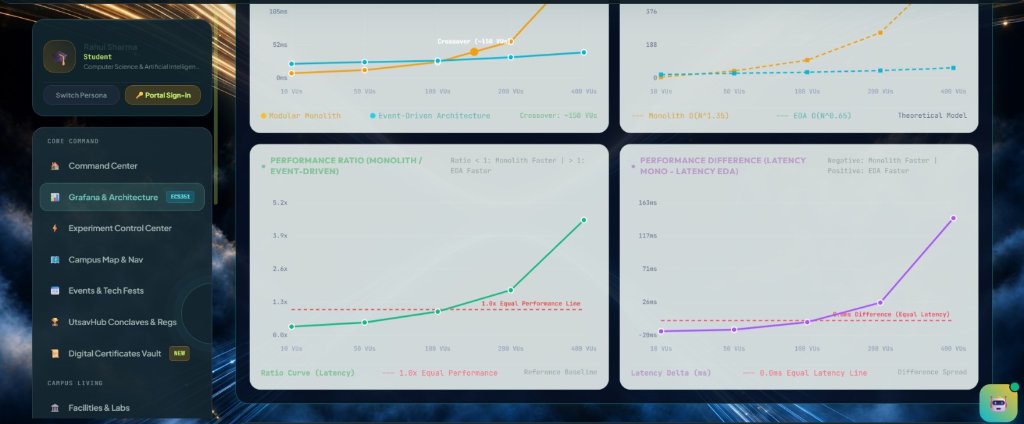 Rahul Sharma
Student
Computer Science & Artificial Intelligen...
Switch Persona
Portal Sign-in
CORE COMMAND
Command Center
Grafana & Architecture
ECS361
Experiment Control Center
Campus Map & Nav
Events & Tech Fests
UtsavHub Conclaves & Regs
Digital Certificates Vault
NEW
CAMPUS LIVING
Facilities & Labs
105ms
52ms
0ms
Crossover (~150 VUs)
10 VUs 50 VUs 100 VUs 200 VUs 400 VUs
Modular Monolith
Event-Driven Architecture
Crossover: ~150 VUs
376
188
0
10 VUs 50 VUs 100 VUs 200 VUs 400 VUs
Monolith O(N^1.35)
EDA O(N^0.65)
Theoretical Model
PERFORMANCE RATIO (MONOLITH /
EVENT-DRIVEN)
Ratio < 1: Monolith Faster | > 1:
EDA Faster
5.2x
3.9x
2.6x
1.3x
0.0x
1.0x Equal Performance Line
10 VUs 50 VUs 100 VUs 200 VUs 400 VUs
Ratio Curve (Latency)
1.0x Equal Performance
Reference Baseline
PERFORMANCE DIFFERENCE (LATENCY
MONO - LATENCY EDA)
Negative: Monolith Faster |
Positive: EDA Faster
163ms
117ms
71ms
26ms
-20ms
0.0ms Difference (Equal Latency)
10 VUs 50 VUs 100 VUs 200 VUs 400 VUs
Latency Delta (ms)
0.0ms Equal Latency Line
Difference Spread